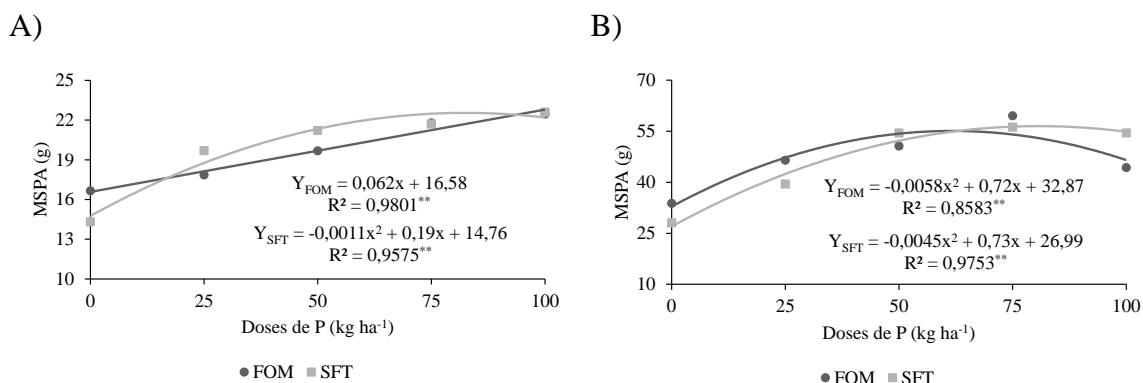 A)
25
22
19
16
13
10
MSPA (g)
Y_FOM = 0,062x + 16,58
R² = 0,9801**
Y_SFT = -0,0011x² + 0,19x + 14,76
R² = 0,9575**
0 25 50 75 100
Doses de P (kg ha⁻¹)
FOM SFT
B)
70
55
40
25
10
MSPA (g)
Y_FOM = -0,0058x² + 0,72x + 32,87
R² = 0,8583**
Y_SFT = -0,0045x² + 0,73x + 26,99
R² = 0,9753**
0 25 50 75 100
Doses de P (kg ha⁻¹)
FOM SFT